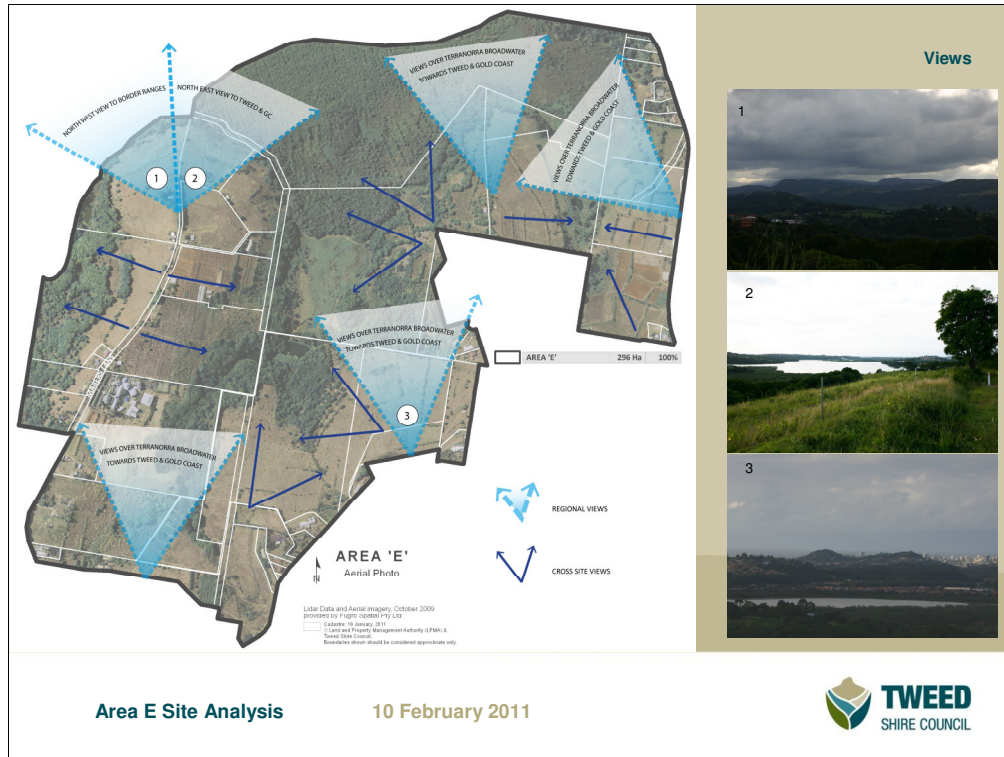 Views
NORTH WEST VIEW TO BORDER RANGES
NORTH EAST VIEW TO TWEED & GC
VIEWS OVER TERRANORRA BROADWATER
TOWARDS TWEED & GOLD COAST
VIEWS OVER TERRANORRA BROADWATER
TOWARDS TWEED & GOLD COAST
1
2
1
2
3
VIEWS OVER TERRANORRA BROADWATER
TOWARDS TWEED & GOLD COAST
AREA 'E' 296 Ha 100%
3
VIEWS OVER TERRANORRA BROADWATER
TOWARDS TWEED & GOLD COAST
REGIONAL VIEWS
CROSS SITE VIEWS
AREA 'E'
Aerial Photo
N
Lidar Data and Aerial imagery, October 2009
provided by Fugro Spatial Pty Ltd
Cadastre: 19 January, 2011
© Land and Property Management Authority (LPMA) &
Tweed Shire Council.
Boundaries shown should be considered approximate only.
Area E Site Analysis
10 February 2011
TWEED
SHIRE COUNCIL